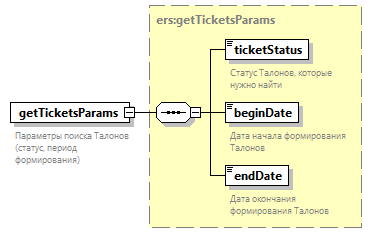 ers:getTicketsParams
ticketStatus
Статус Талонов, которые
нужно найти
getTicketsParams
Параметры поиска Талонов
(статус, период
формирования)
beginDate
Дата начала формирования
Талонов
endDate
Дата окончания
формирования Талонов